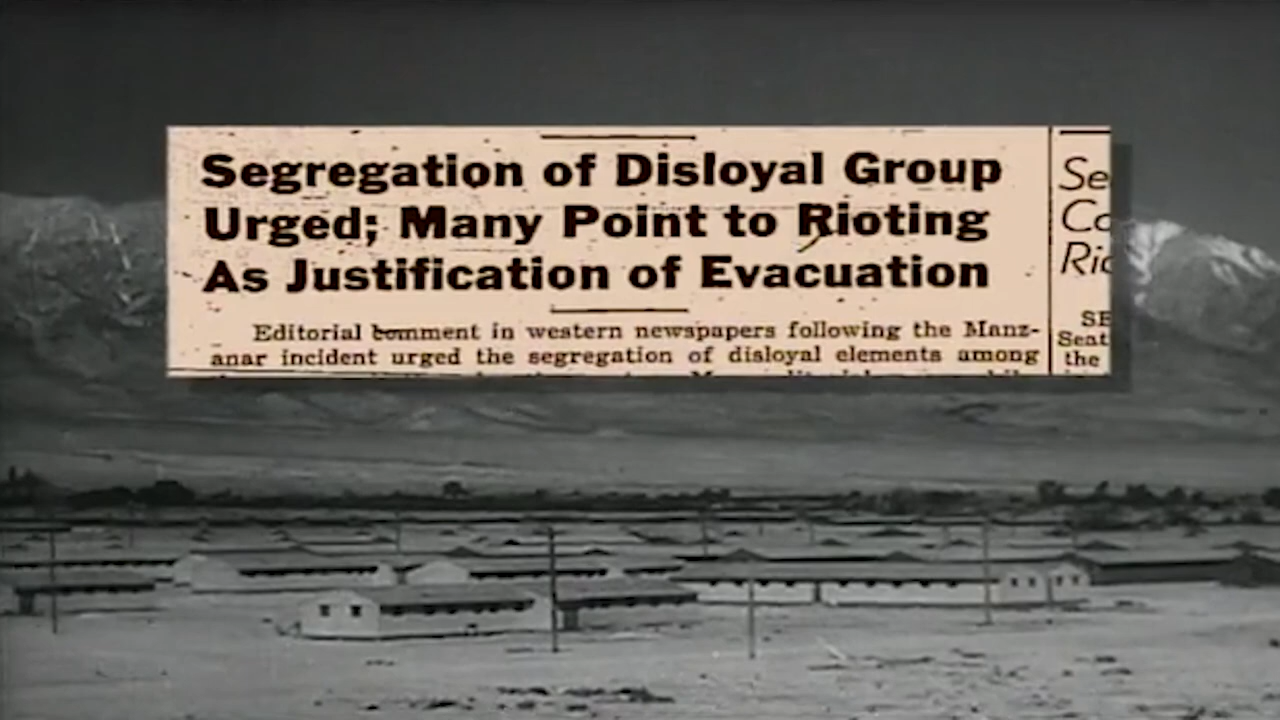 Segregation of Disloyal Group
Urged; Many Point to Rioting
As Justification of Evacuation
Editorial comment in western newspapers following the Manz-
anar incident urged the segregation of disloyal elements among
Se
Co
Ric
SE
Seat
the